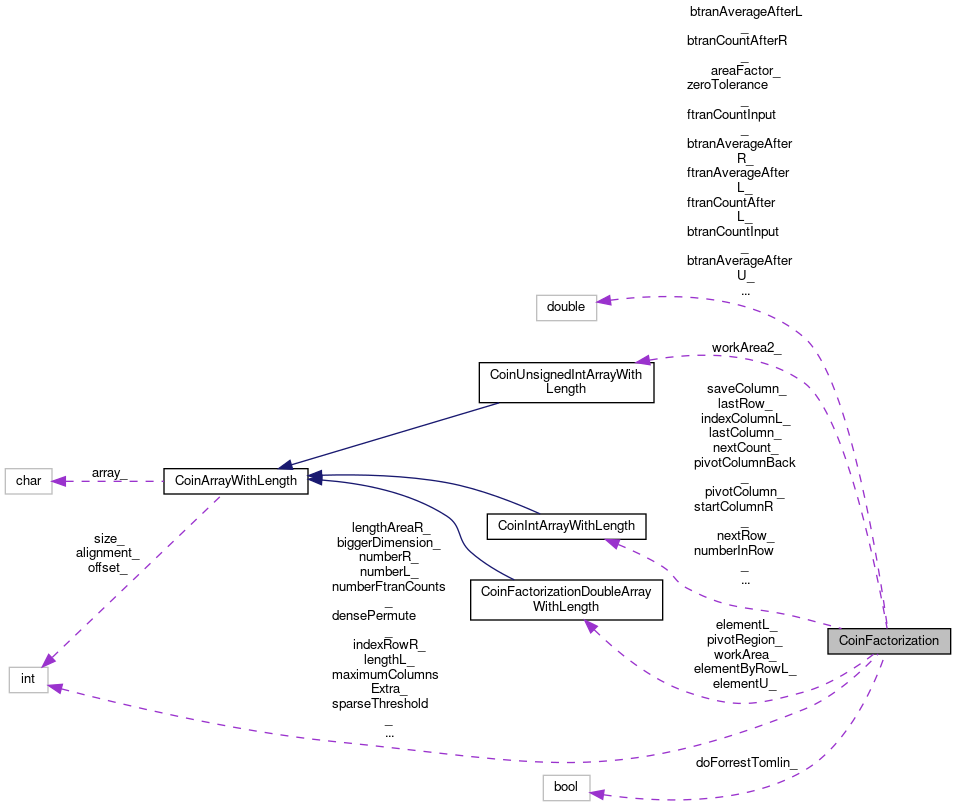 btranAverageAfterL
_
btranCountAfterR
_
areaFactor_
zeroTolerance
_
ftranCountInput
_
btranAverageAfter
R_
ftranAverageAfter
L_
ftranCountAfter
L_
btranCountInput
_
btranAverageAfter
U_
...
double
workArea2_
CoinUnsignedIntArrayWith
Length
saveColumn_
lastRow_
indexColumnL_
lastColumn_
nextCount_
pivotColumnBack
_
pivotColumn_
startColumnR
_
nextRow_
numberInRow
_
...
char
array_
CoinArrayWithLength
CoinIntArrayWithLength
size_
alignment_
offset_
lengthAreaR_
biggerDimension_
numberR_
numberL_
numberFtranCounts
_
densePermute
_
indexRowR_
lengthL_
maximumColumns
Extra_
sparseThreshold
_
...
CoinFactorizationDoubleArray
WithLength
elementL_
pivotRegion_
workArea_
elementByRowL_
elementU_
CoinFactorization
int
doForrestTomlin_
bool